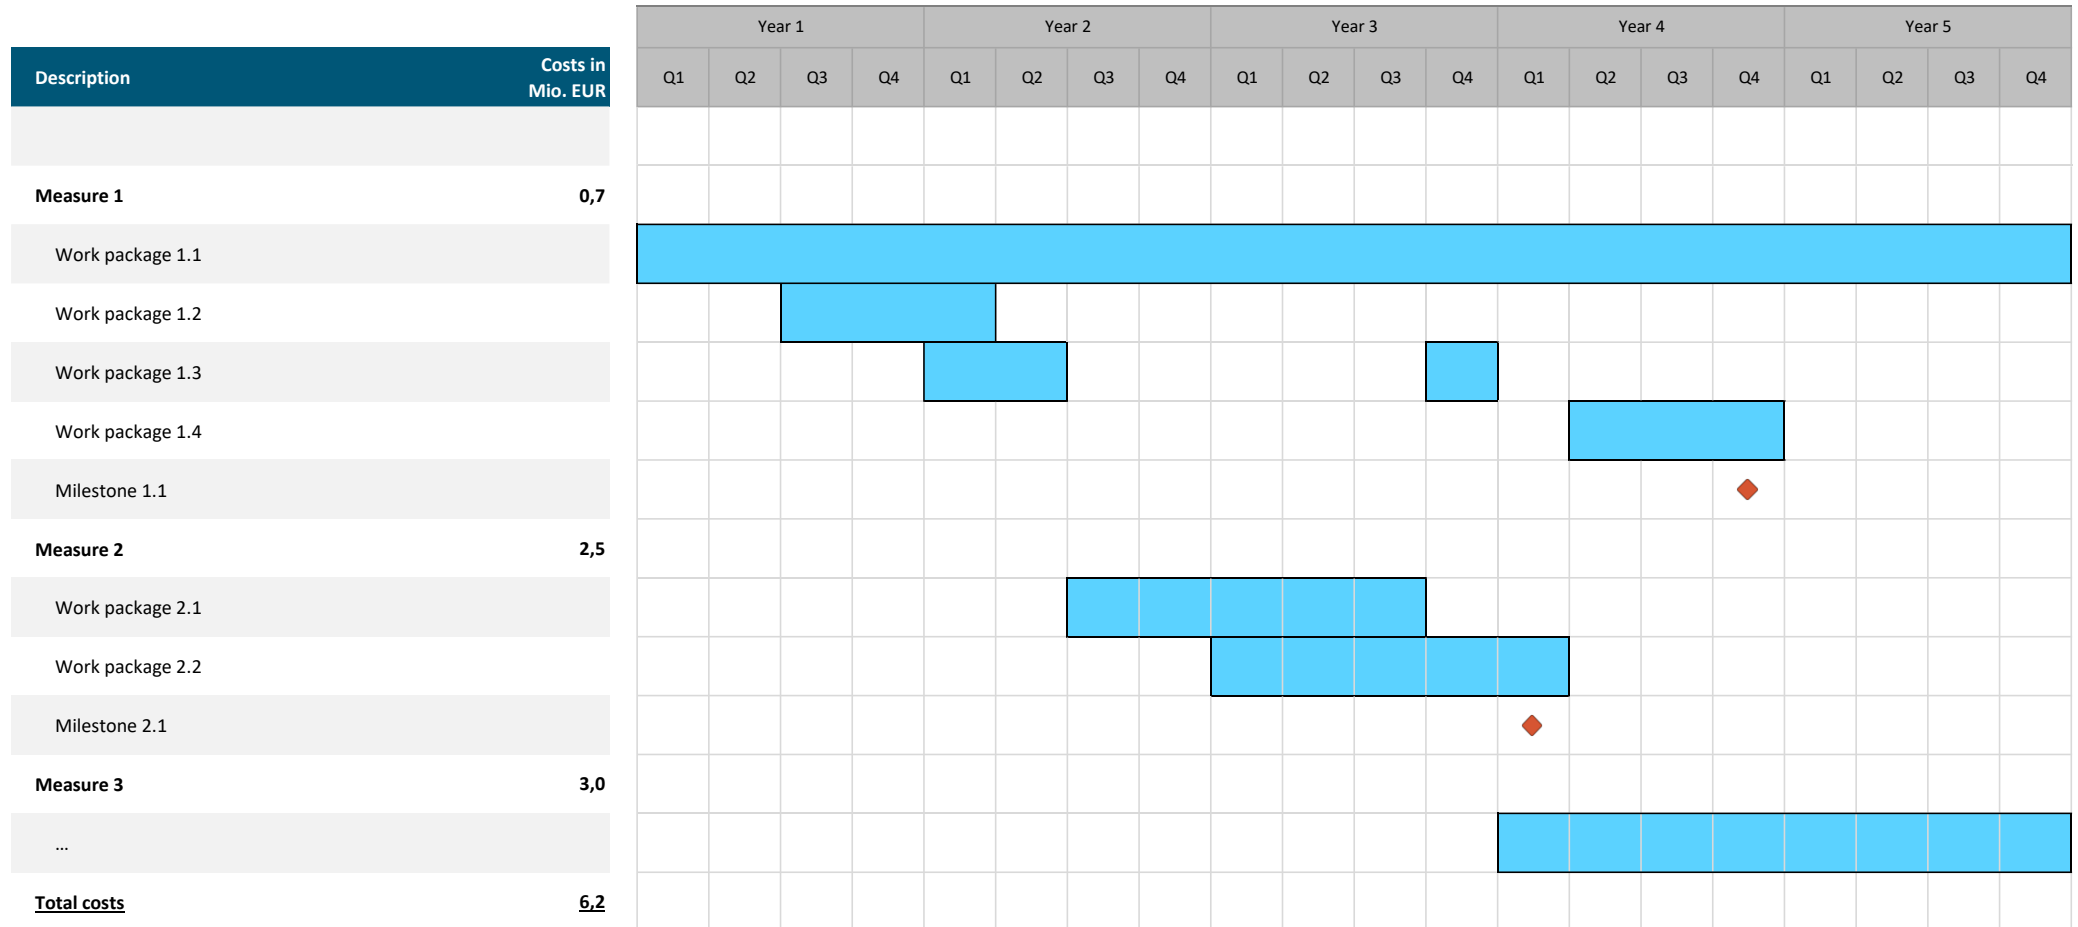 Year 1 Year 2 Year 3 Year 4 Year 5
Description Costs in Mio. EUR Q1 Q2 Q3 Q4 Q1 Q2 Q3 Q4 Q1 Q2 Q3 Q4 Q1 Q2 Q3 Q4 Q1 Q2 Q3 Q4
Measure 1 0,7
Work package 1.1
Work package 1.2
Work package 1.3
Work package 1.4
Milestone 1.1
Measure 2 2,5
Work package 2.1
Work package 2.2
Milestone 2.1
Measure 3 3,0
...
Total costs 6,2